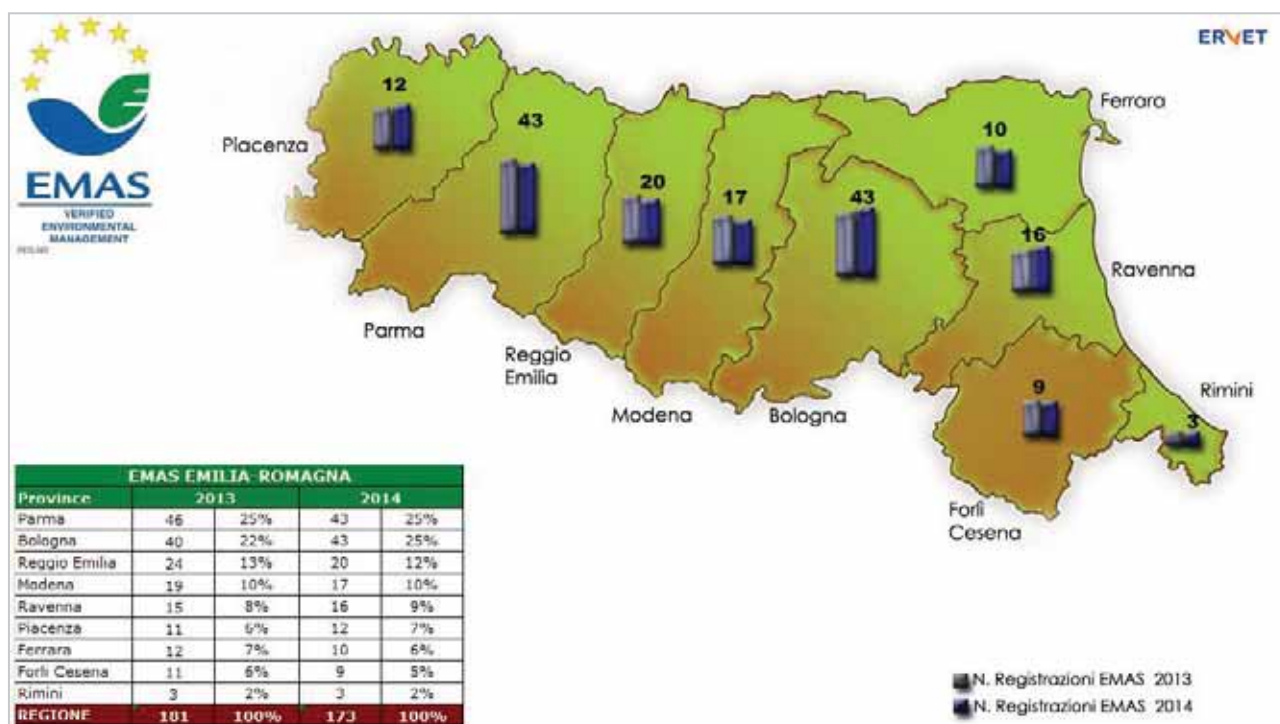 ERVET
EMAS
VERIFIED
ENVIRONMENTAL
MANAGEMENT
12
43
20
17
43
10
16
9
3
Piacenza
Parma
Reggio
Emilia
Modena
Bologna
Ferrara
Ravenna
Rimini
Forlì
Cesena
EMAS EMILIA-ROMAGNA
Province 2013 2014
Parma 46 25% 43 25%
Bologna 40 22% 43 25%
Reggio Emilia 24 13% 20 12%
Modena 19 10% 17 10%
Ravenna 15 8% 16 9%
Piacenza 11 6% 12 7%
Ferrara 12 7% 10 6%
Forlì Cesena 11 6% 9 5%
Rimini 3 2% 3 2%
REGIONE 181 100% 173 100%
N. Registrazioni EMAS 2013
N. Registrazioni EMAS 2014